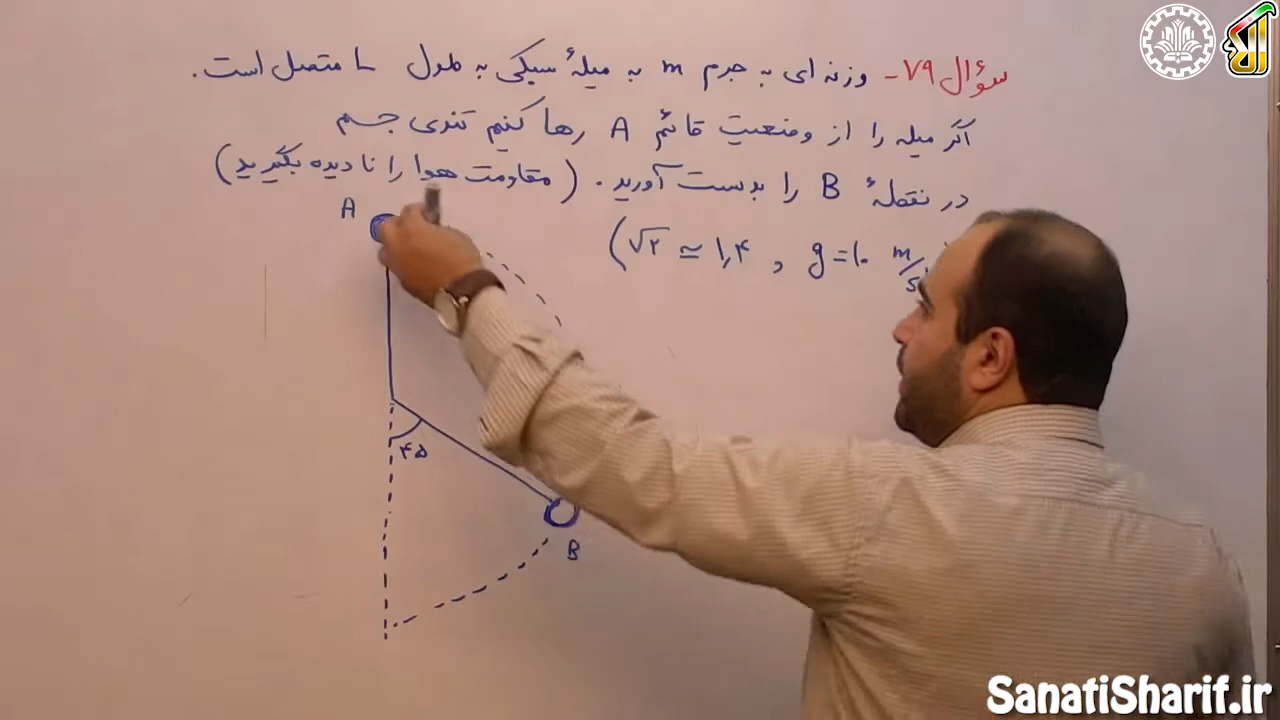 سؤال ۷۹- وزنه ای به جرم m به میلهٔ سبکی به طول L متصل است.
اگر میله را از وضعیت قائم A رها کنیم تندی جسم
در نقطهٔ B را بدست آورید. (مقاومت هوا را نادیده بگیرید)
(√۲ ≃ ۱٫۴ , g=۱۰ m/s
A
۴۵
B
SanatiSharif.ir